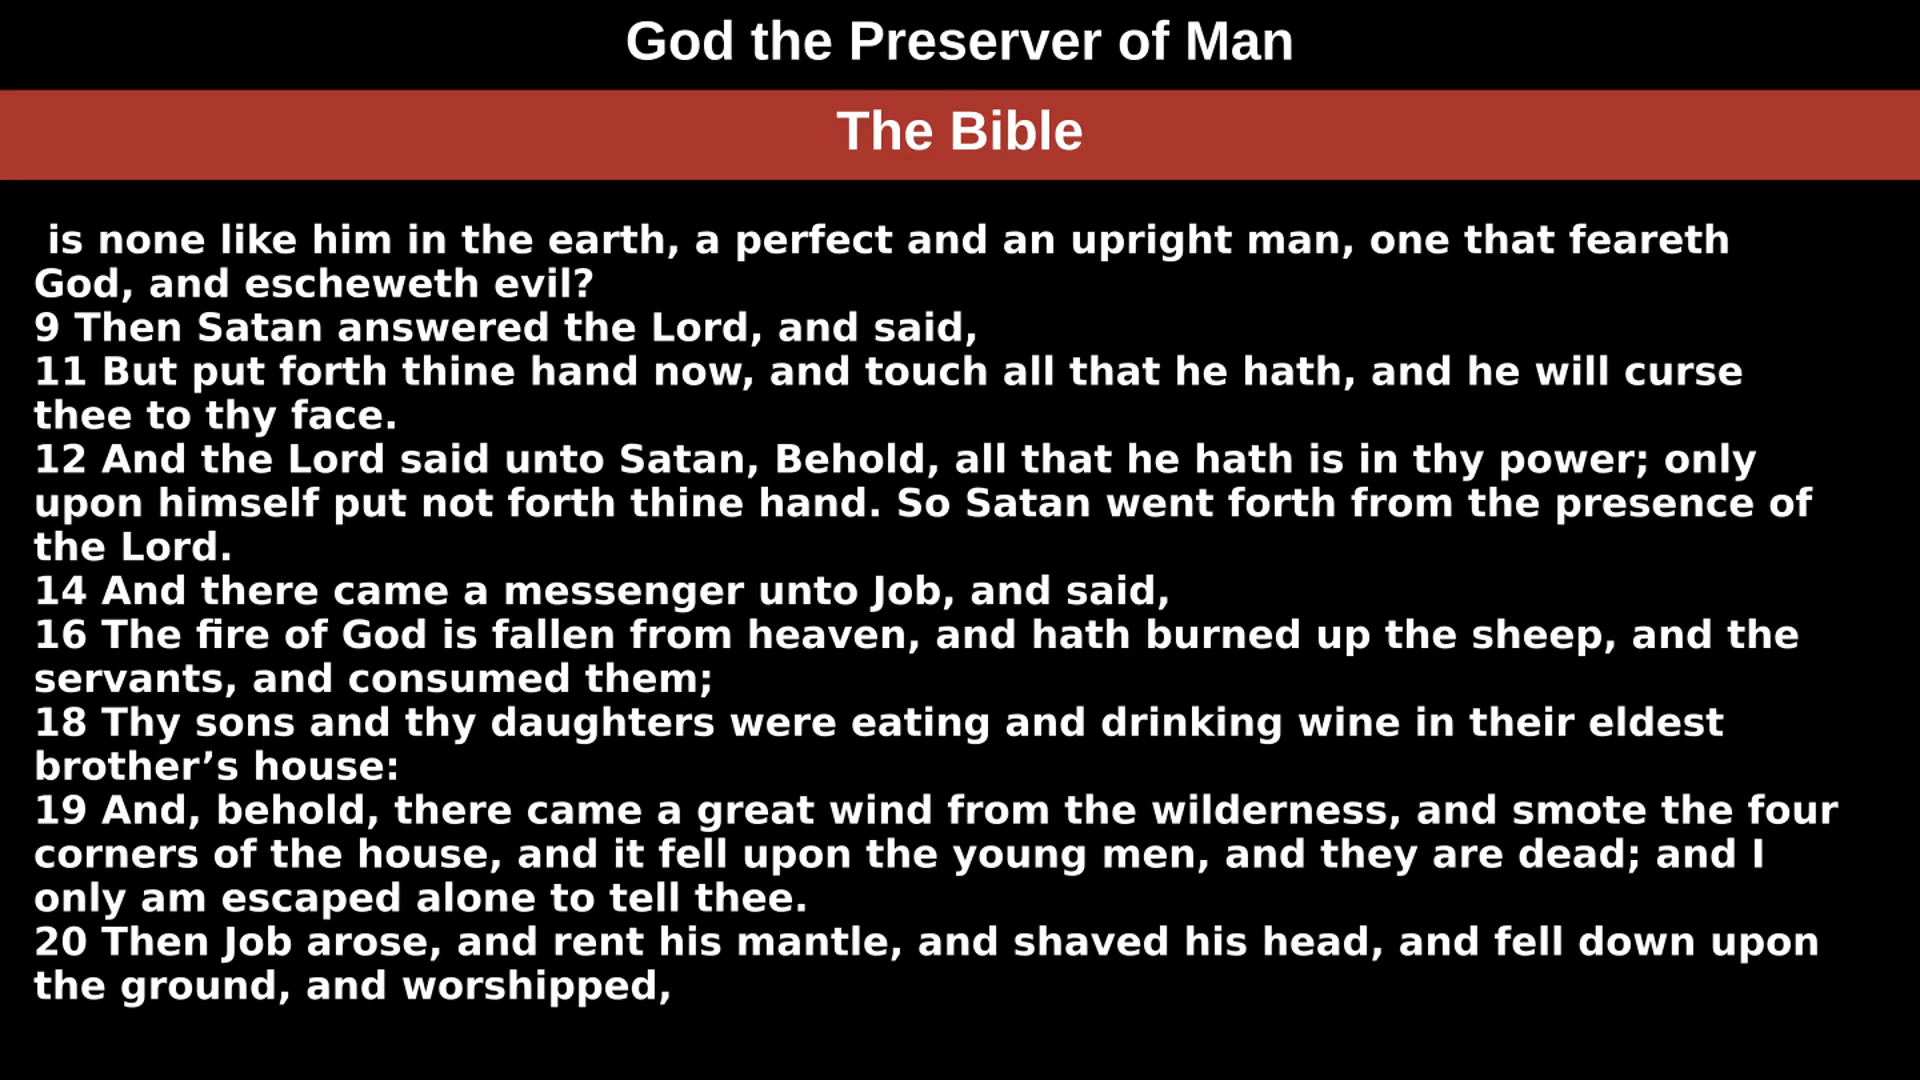 God the Preserver of Man
The Bible
is none like him in the earth, a perfect and an upright man, one that feareth
God, and escheweth evil?
9 Then Satan answered the Lord, and said,
11 But put forth thine hand now, and touch all that he hath, and he will curse
thee to thy face.
12 And the Lord said unto Satan, Behold, all that he hath is in thy power; only
upon himself put not forth thine hand. So Satan went forth from the presence of
the Lord.
14 And there came a messenger unto Job, and said,
16 The fire of God is fallen from heaven, and hath burned up the sheep, and the
servants, and consumed them;
18 Thy sons and thy daughters were eating and drinking wine in their eldest
brother’s house:
19 And, behold, there came a great wind from the wilderness, and smote the four
corners of the house, and it fell upon the young men, and they are dead; and I
only am escaped alone to tell thee.
20 Then Job arose, and rent his mantle, and shaved his head, and fell down upon
the ground, and worshipped,